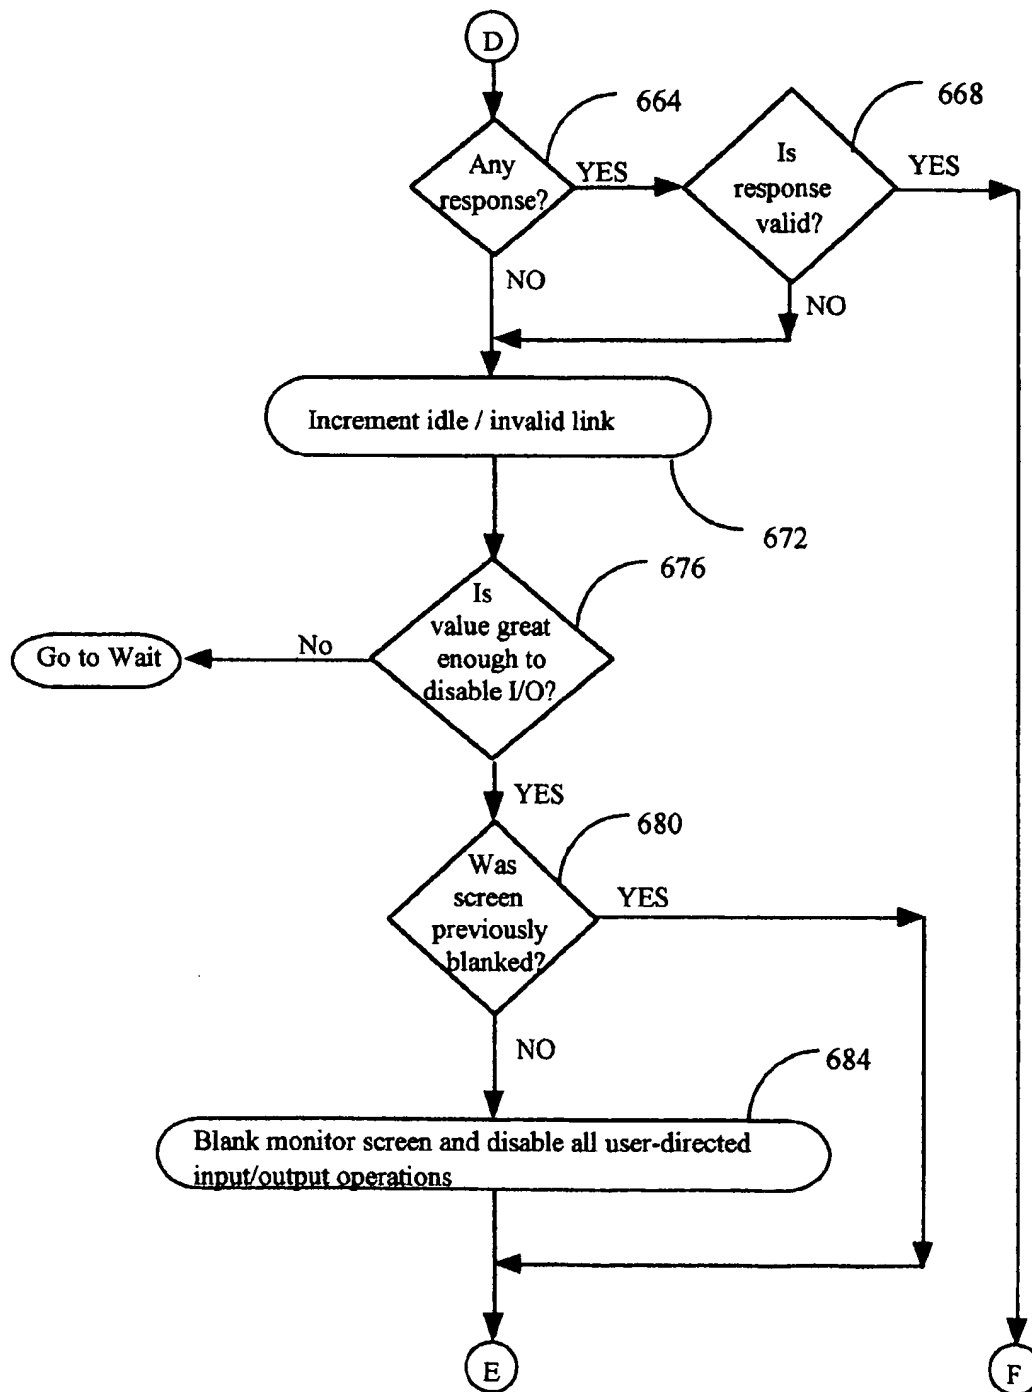 D
664
668
Any
response?
YES
Is
response
valid?
YES
NO
NO
Increment idle / invalid link
672
676
Is
value great
enough to
disable I/O?
No
Go to Wait
YES
680
Was
screen
previously
blanked?
YES
NO
684
Blank monitor screen and disable all user-directed
input/output operations
E
F